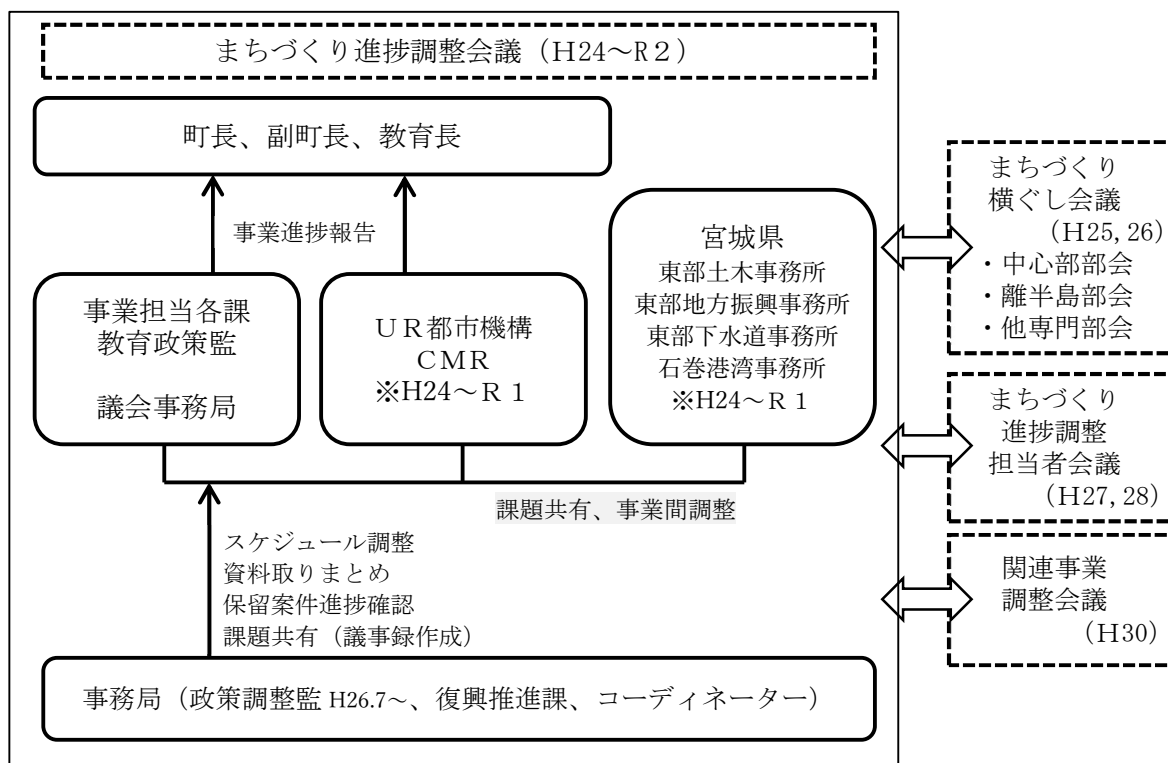 まちづくり進捗調整会議（H24～R２）
町長、副町長、教育長
事業進捗報告
事業担当各課
教育政策監
議会事務局
ＵＲ都市機構
ＣＭＲ
※H24～Ｒ１
宮城県
東部土木事務所
東部地方振興事務所
東部下水道事務所
石巻港湾事務所
※H24～Ｒ１
課題共有、事業間調整
スケジュール調整
資料取りまとめ
保留案件進捗確認
課題共有（議事録作成）
事務局（政策調整監 H26.7～、復興推進課、コーディネーター）
まちづくり
横ぐし会議
（H25, 26）
・中心部部会
・離半島部会
・他専門部会
まちづくり
進捗調整
担当者会議
（H27, 28）
関連事業
調整会議
（H30）